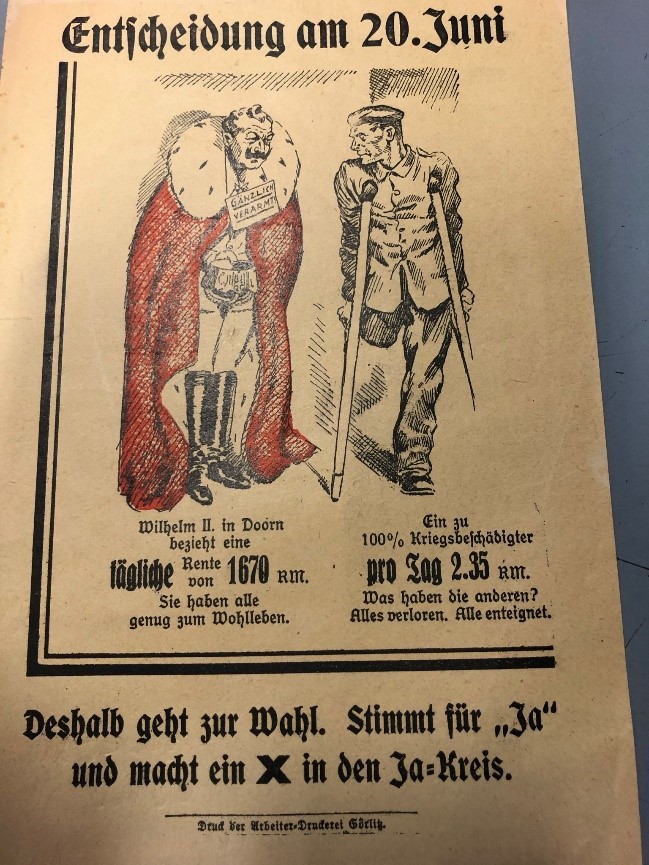 Entscheidung am 20. Juni
GÄNZLICH
VERARMT
Wilhelm II. in Doorn
bezieht eine
tägliche Rente von 1670 RM.
Sie haben alle
genug zum Wohlleben.
Ein zu
100% Kriegsbeschädigter
pro Tag 2.35 RM.
Was haben die anderen?
Alles verloren. Alle enteignet.
Deshalb geht zur Wahl. Stimmt für „Ja“
und macht ein X in den Ja=Kreis.
Druck der Arbeiter=Druckerei Görlitz.